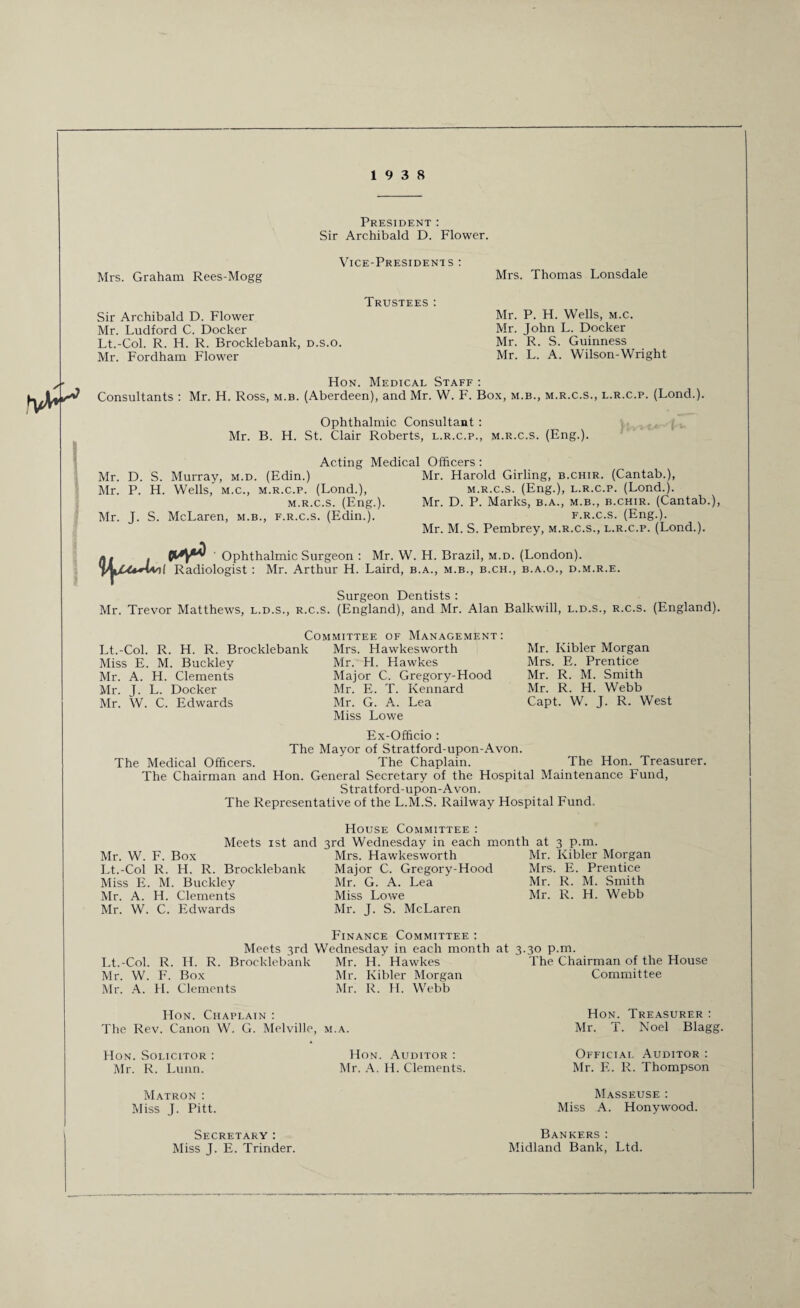 1 9 3 8
President :
Sir Archibald D. Flower.
Vice-Presidents :
Mrs. Graham Rees-Mogg Mrs. Thomas Lonsdale
Trustees :
Sir Archibald D. Flower Mr. P. H. Wells, m.c.
Mr. Ludford C. Docker Mr. John L. Docker
Lt.-Col. R. H. R. Brocklebank, d.s.o. Mr. R. S. Guinness
Mr. Fordham Flower Mr. L. A. Wilson-Wright
Hon. Medical Staff :
Consultants : Mr. H. Ross, m.b. (Aberdeen), and Mr. W. F. Box, m.b., m.r.c.s., l.r.c.p. (Lond.).
Ophthalmic Consultant :
Mr. B. H. St. Clair Roberts, l.r.c.p., m.r.c.s. (Eng.).
Acting Medical Officers :
Mr. D. S. Murray, m.d. (Edin.) Mr. Harold Girling, b.chir. (Cantab.),
Mr. P. H. Wells, m.c., m.r.c.p. (Lond.), m.r.c.s. (Eng.), l.r.c.p. (Lond.).
m.r.c.s. (Eng.). Mr. D. P. Marks, b.a., m.b., b.chir. (Cantab.),
Mr. J. S. McLaren, m.b., f.r.c.s. (Edin.). f.r.c.s. (Eng.).
Mr. M. S. Pembrey, m.r.c.s., l.r.c.p. (Lond.).
Ophthalmic Surgeon : Mr. W. H. Brazil, m.d. (London).
Radiologist : Mr. Arthur H. Laird, b.a., m.b., b.ch., b.a.o., d.m.r.e.
Surgeon Dentists :
Mr. Trevor Matthews, l.d.s., r.c.s. (England), and Mr. Alan Balkwill, l.d.s., r.c.s. (England).
Committee of Management :
Lt.-Col. R. H. R. Brocklebank Mrs. Hawkesworth Mr. Kibler Morgan
Miss E. M. Buckley Mr. H. Hawkes Mrs. E. Prentice
Mr. A. H. Clements Major C. Gregory-Hood Mr. R. M. Smith
Mr. J. L. Docker Mr. E. T. Kennard Mr. R. H. Webb
Mr. W. C. Edwards Mr. G. A. Lea Capt. W. J. R. West
Miss Lowe
Ex-Officio :
The Mayor of Stratford-upon-Avon.
The Medical Officers. The Chaplain. The Hon. Treasurer.
The Chairman and Hon. General Secretary of the Hospital Maintenance Fund,
Stratford-upon-Avon.
The Representative of the L.M.S. Railway Hospital Fund.
House Committee :
Meets 1st and 3rd Wednesday in each month at 3 p.m.
Mr. W. F. Box Mrs. Hawkesworth Mr. Kibler Morgan
Lt.-Col R. H. R. Brocklebank Major C. Gregory-Hood Mrs. E. Prentice
Miss E. M. Buckley Mr. G. A. Lea Mr. R. M. Smith
Mr. A. H. Clements Miss Lowe Mr. R. H. Webb
Mr. W. C. Edwards Mr. J. S. McLaren
Finance Committee :
Meets 3rd Wednesday in each month at 3.30 p.m.
Lt.-Col. R. H. R. Brocklebank Mr. H. Hawkes The Chairman of the House
Mr. W. F. Box Mr. Kibler Morgan Committee
Mr. A. H. Clements Mr. R. H. Webb
Hon. Chaplain : Hon. Treasurer :
The Rev. Canon W. G. Melville, m.a. Mr. T. Noel Blagg.
Hon. Solicitor : Hon. Auditor : Official Auditor :
Mr. R. Lunn. Mr. A. H. Clements. Mr. E. R. Thompson
Matron : Masseuse :
Miss J. Pitt. Miss A. Honywood.
Secretary : Bankers :
Miss J. E. Trinder. Midland Bank, Ltd.